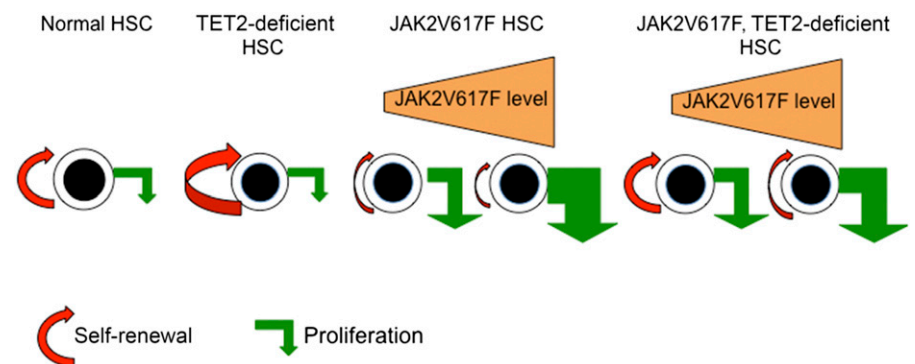 Normal HSC
TET2-deficient
HSC
JAK2V617F HSC
JAK2V617F, TET2-deficient
HSC
JAK2V617F level
JAK2V617F level
Self-renewal
Proliferation